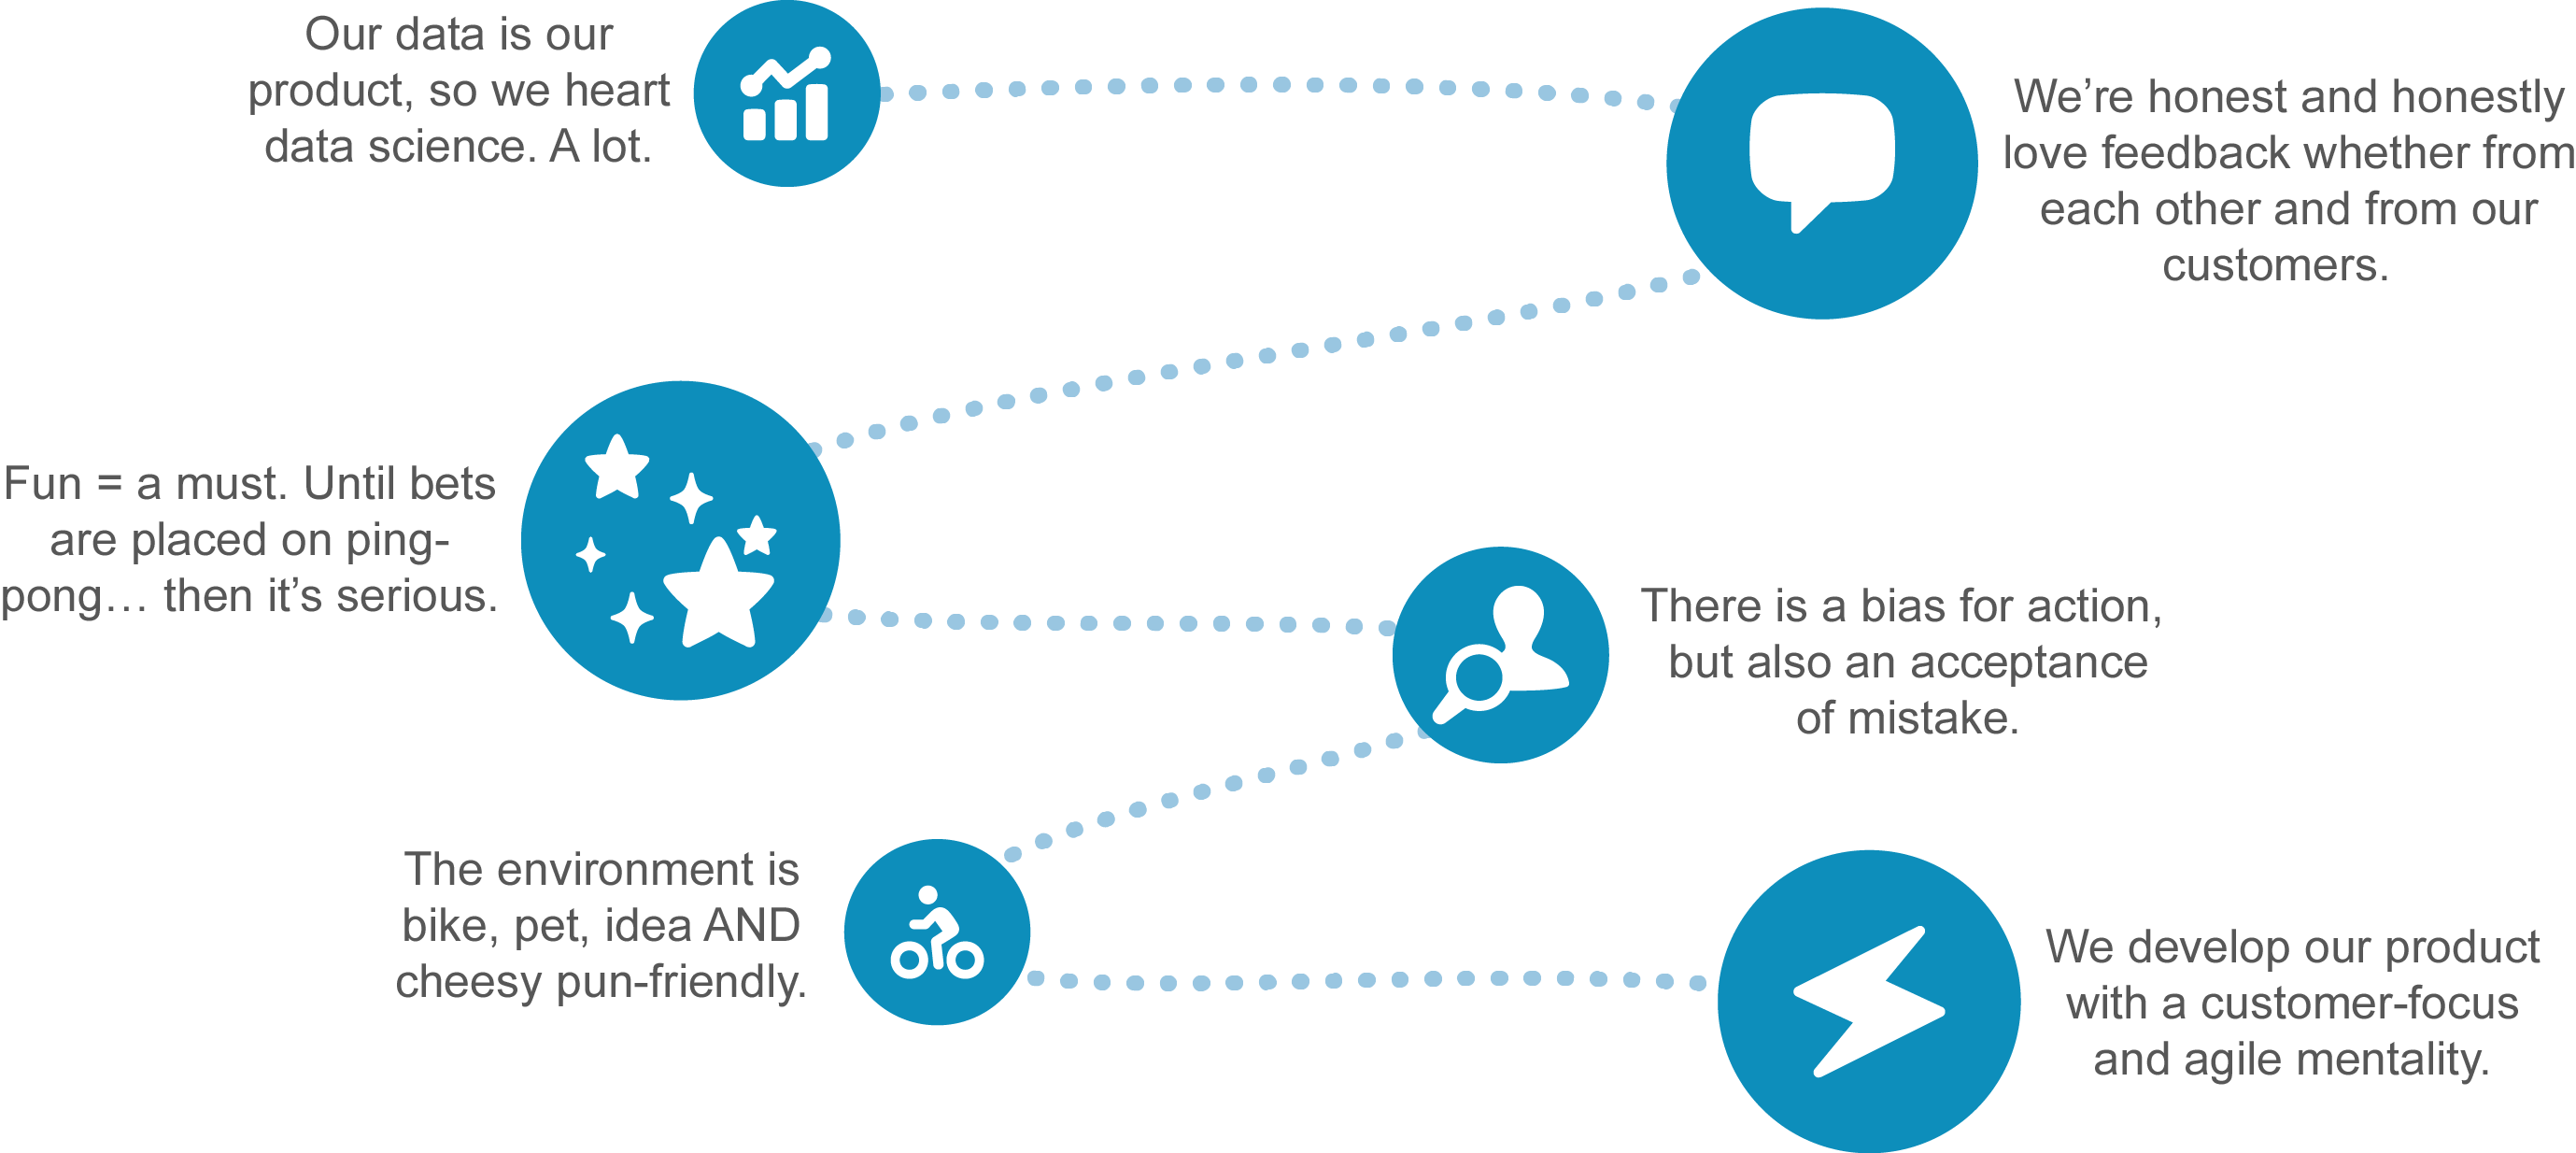 Our data is our
product, so we heart
data science. A lot.
We’re honest and honestly
love feedback whether from
each other and from our
customers.
Fun = a must. Until bets
are placed on ping-
pong… then it’s serious.
There is a bias for action,
but also an acceptance
of mistake.
The environment is
bike, pet, idea AND
cheesy pun-friendly.
We develop our product
with a customer-focus
and agile mentality.